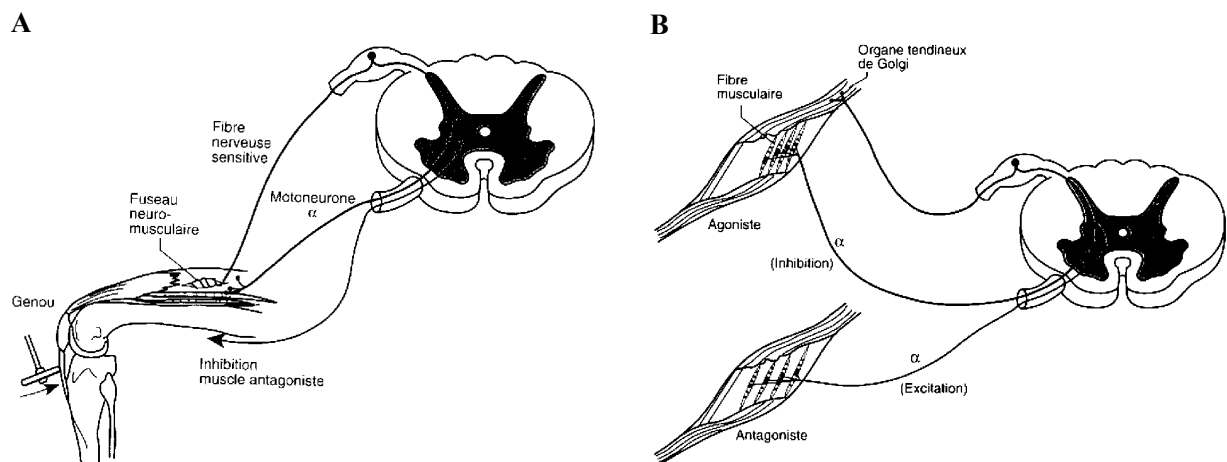 A
Fibre
nerveuse
sensitive
Motoneurone
α
Fuseau
neuro-
musculaire
Genou
Inhibition
muscle antagoniste
B
Organe tendineux
de Golgi
Fibre
musculaire
Agoniste
α
(Inhibition)
α
(Excitation)
Antagoniste